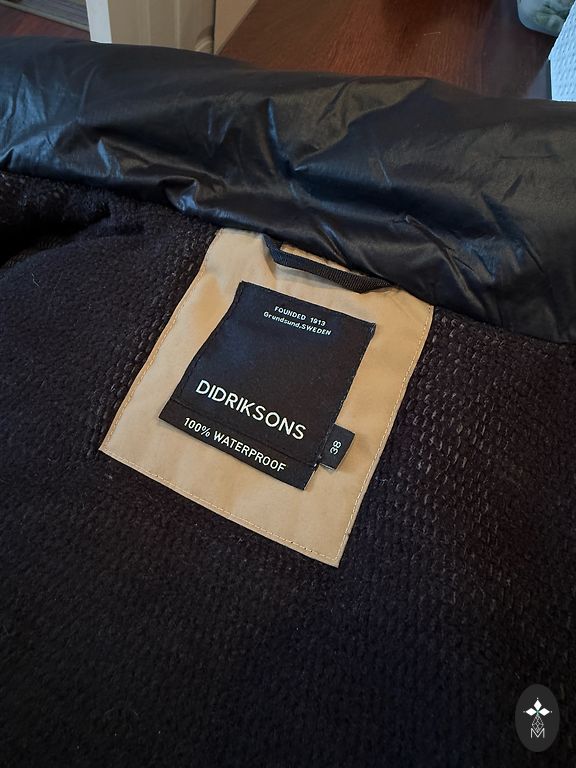 FOUNDED 1913
Grundsund, SWEDEN
DIDRIKSONS
100% WATERPROOF
38
M